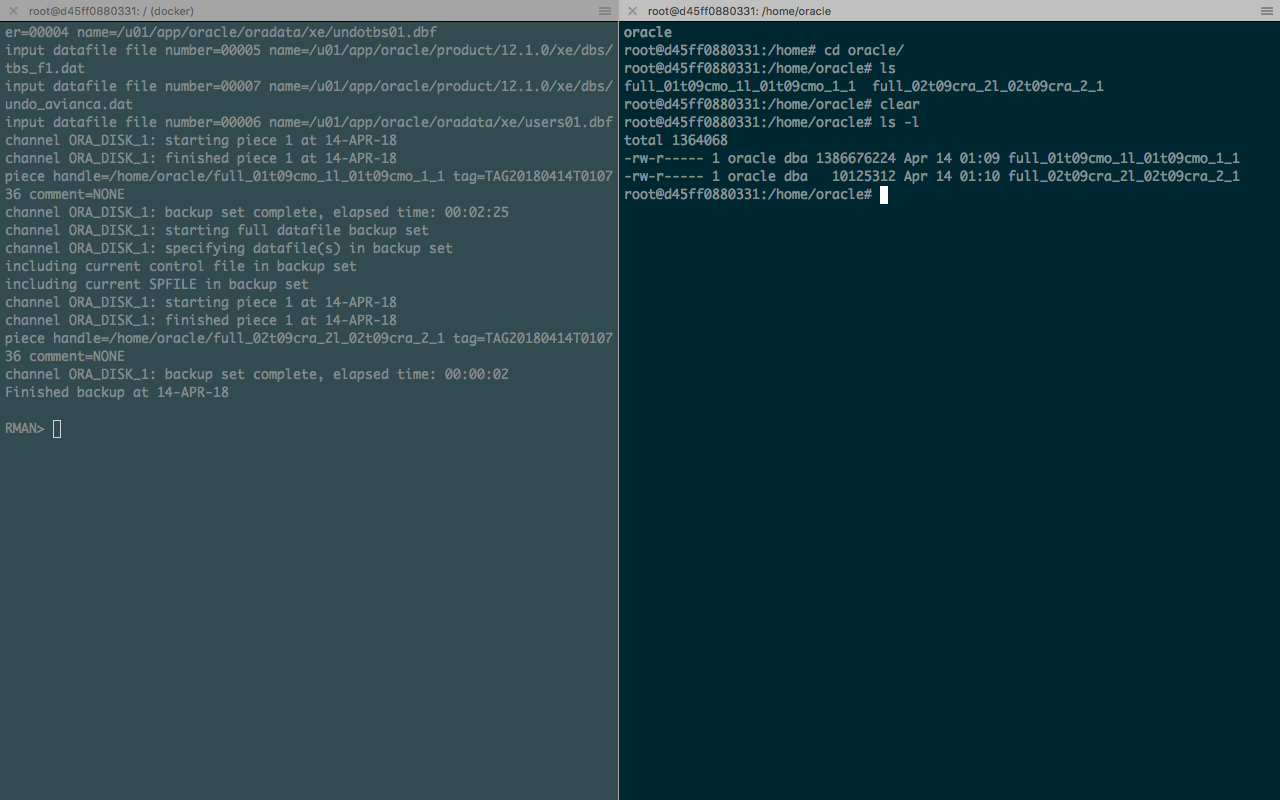 root@d45ff0880331: / (docker)
er=00004 name=/u01/app/oracle/oradata/xe/undotbs01.dbf
input datafile file number=00005 name=/u01/app/oracle/product/12.1.0/xe/dbs/
tbs_f1.dat
input datafile file number=00007 name=/u01/app/oracle/product/12.1.0/xe/dbs/
undo_avianca.dat
input datafile file number=00006 name=/u01/app/oracle/oradata/xe/users01.dbf
channel ORA_DISK_1: starting piece 1 at 14-APR-18
channel ORA_DISK_1: finished piece 1 at 14-APR-18
piece handle=/home/oracle/full_01t09cmo_1l_01t09cmo_1_1 tag=TAG20180414T0107
36 comment=NONE
channel ORA_DISK_1: backup set complete, elapsed time: 00:02:25
channel ORA_DISK_1: starting full datafile backup set
channel ORA_DISK_1: specifying datafile(s) in backup set
including current control file in backup set
including current SPFILE in backup set
channel ORA_DISK_1: starting piece 1 at 14-APR-18
channel ORA_DISK_1: finished piece 1 at 14-APR-18
piece handle=/home/oracle/full_02t09cra_2l_02t09cra_2_1 tag=TAG20180414T0107
36 comment=NONE
channel ORA_DISK_1: backup set complete, elapsed time: 00:00:02
Finished backup at 14-APR-18
RMAN>
root@d45ff0880331: /home/oracle
oracle
root@d45ff0880331:/home# cd oracle/
root@d45ff0880331:/home/oracle# ls
full_01t09cmo_1l_01t09cmo_1_1  full_02t09cra_2l_02t09cra_2_1
root@d45ff0880331:/home/oracle# clear
root@d45ff0880331:/home/oracle# ls -l
total 1364068
-rw-r----- 1 oracle dba 1386676224 Apr 14 01:09 full_01t09cmo_1l_01t09cmo_1_1
-rw-r----- 1 oracle dba   10125312 Apr 14 01:10 full_02t09cra_2l_02t09cra_2_1
root@d45ff0880331:/home/oracle#